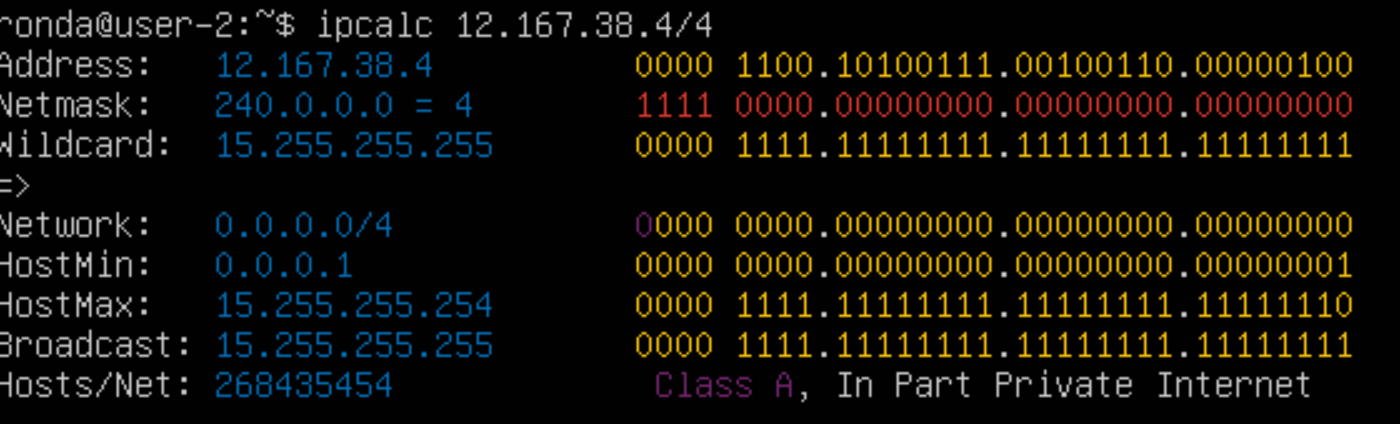 ronda@user-2:~$ ipcalc 12.167.38.4/4
Address: 12.167.38.4 0000 1100.10100111.00100110.00000100
Netmask: 240.0.0.0 = 4 1111 0000.00000000.00000000.00000000
Wildcard: 15.255.255.255 0000 1111.11111111.11111111.11111111
=>
Network: 0.0.0.0/4 0000 0000.00000000.00000000.00000000
HostMin: 0.0.0.1 0000 0000.00000000.00000000.00000001
HostMax: 15.255.255.254 0000 1111.11111111.11111111.11111110
Broadcast: 15.255.255.255 0000 1111.11111111.11111111.11111111
Hosts/Net: 268435454 Class A, In Part Private Internet